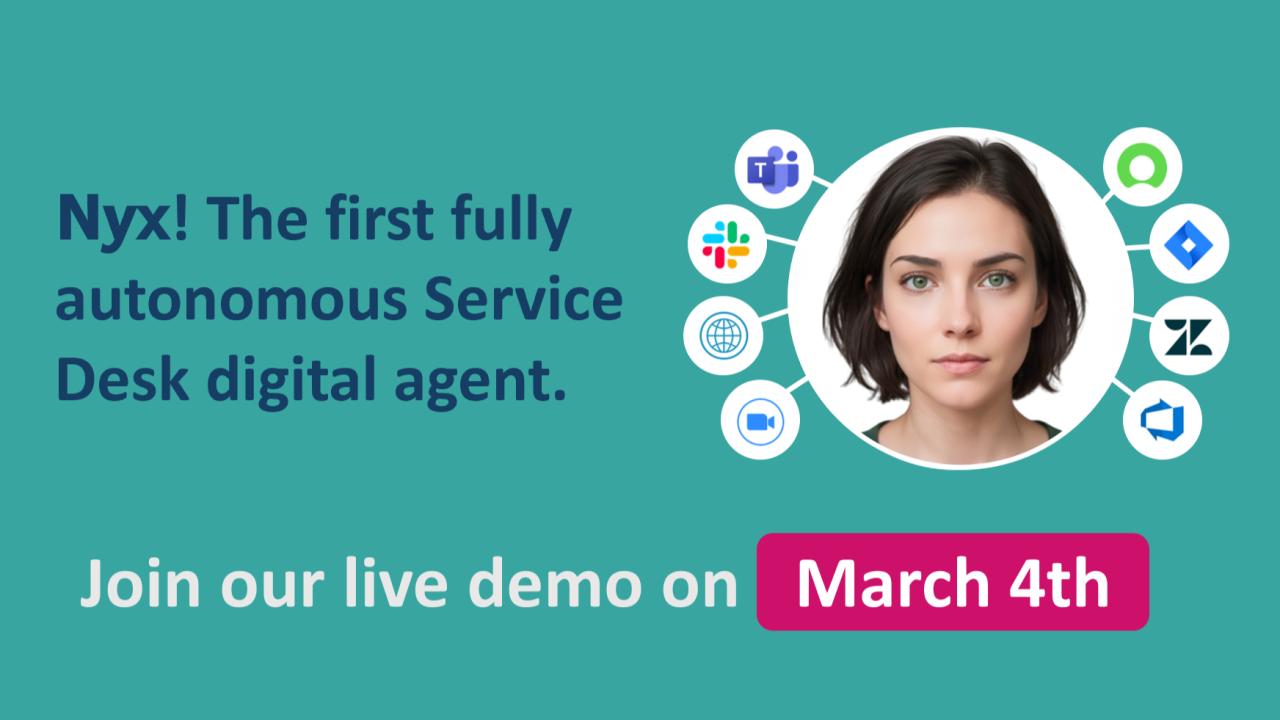 Nyx! The first fully
autonomous Service
Desk digital agent.
T
Join our live demo on March 4th